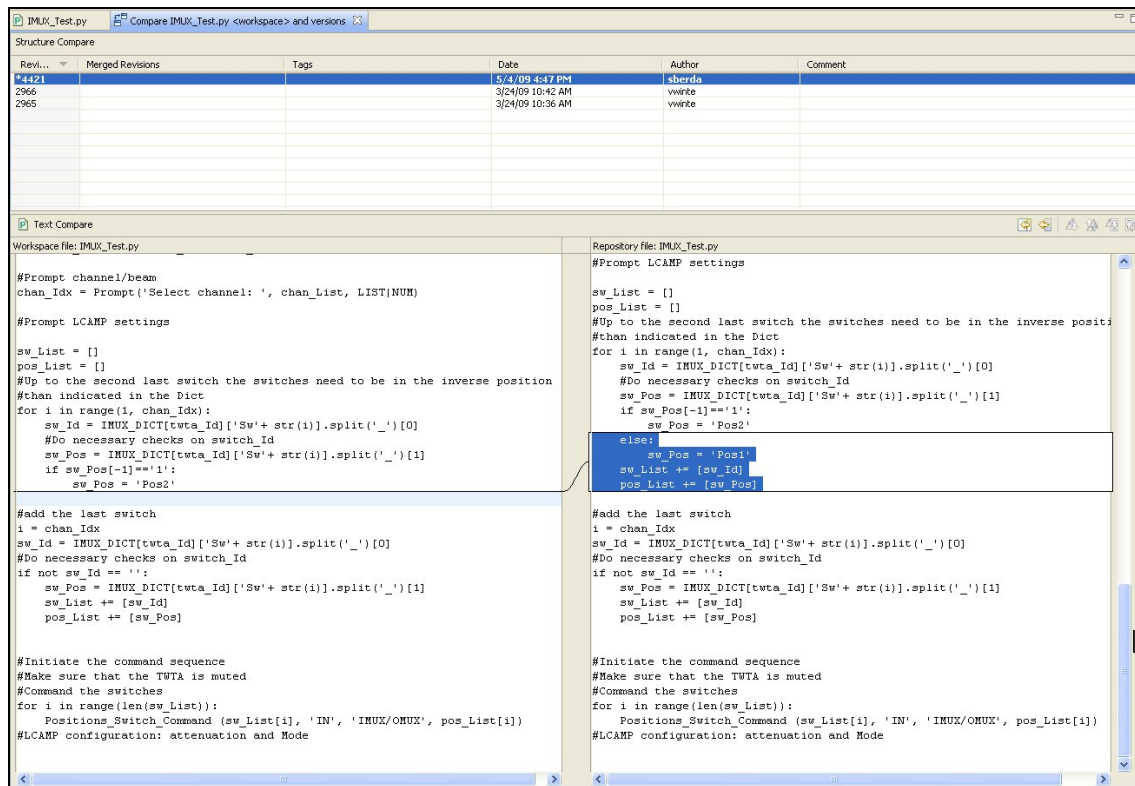 IMUX_Test.py
Compare IMUX_Test.py <workspace> and versions
Structure Compare
Revi... Merged Revisions Tags Date Author Comment
*4421 5/4/09 4:47 PM sberda
2966 3/24/09 10:42 AM vwinte
2965 3/24/09 10:36 AM vwinte
Text Compare
Workspace file: IMUX_Test.py
#Prompt channel/beam
chan_Idx = Prompt('Select channel: ', chan_List, LIST|NUM)
#Prompt LCAMP settings
sw_List = []
pos_List = []
#Up to the second last switch the switches need to be in the inverse position
#than indicated in the Dict
for i in range(1, chan_Idx):
sw_Id = IMUX_DICT[twta_Id]['Sw'+ str(i)].split('_')[0]
#Do necessary checks on switch_Id
sw_Pos = IMUX_DICT[twta_Id]['Sw'+ str(i)].split('_')[1]
if sw_Pos[-1]=='1':
sw_Pos = 'Pos2'
#add the last switch
i = chan_Idx
sw_Id = IMUX_DICT[twta_Id]['Sw'+ str(i)].split('_')[0]
#Do necessary checks on switch_Id
if not sw_Id == '':
sw_Pos = IMUX_DICT[twta_Id]['Sw'+ str(i)].split('_')[1]
sw_List += [sw_Id]
pos_List += [sw_Pos]
#Initiate the command sequence
#Make sure that the TWTA is muted
#Command the switches
for i in range(len(sw_List)):
Positions_Switch_Command (sw_List[i], 'IN', 'IMUX/OMUX', pos_List[i])
#LCAMP configuration: attenuation and Mode
Repository file: IMUX_Test.py
#Prompt LCAMP settings
sw_List = []
pos_List = []
#Up to the second last switch the switches need to be in the inverse positi
#than indicated in the Dict
for i in range(1, chan_Idx):
sw_Id = IMUX_DICT[twta_Id]['Sw'+ str(i)].split('_')[0]
#Do necessary checks on switch_Id
sw_Pos = IMUX_DICT[twta_Id]['Sw'+ str(i)].split('_')[1]
if sw_Pos[-1]=='1':
sw_Pos = 'Pos2'
else:
sw_Pos = 'Pos1'
sw_List += [sw_Id]
pos_List += [sw_Pos]
#add the last switch
i = chan_Idx
sw_Id = IMUX_DICT[twta_Id]['Sw'+ str(i)].split('_')[0]
#Do necessary checks on switch_Id
if not sw_Id == '':
sw_Pos = IMUX_DICT[twta_Id]['Sw'+ str(i)].split('_')[1]
sw_List += [sw_Id]
pos_List += [sw_Pos]
#Initiate the command sequence
#Make sure that the TWTA is muted
#Command the switches
for i in range(len(sw_List)):
Positions_Switch_Command (sw_List[i], 'IN', 'IMUX/OMUX', pos_List[i])
#LCAMP configuration: attenuation and Mode